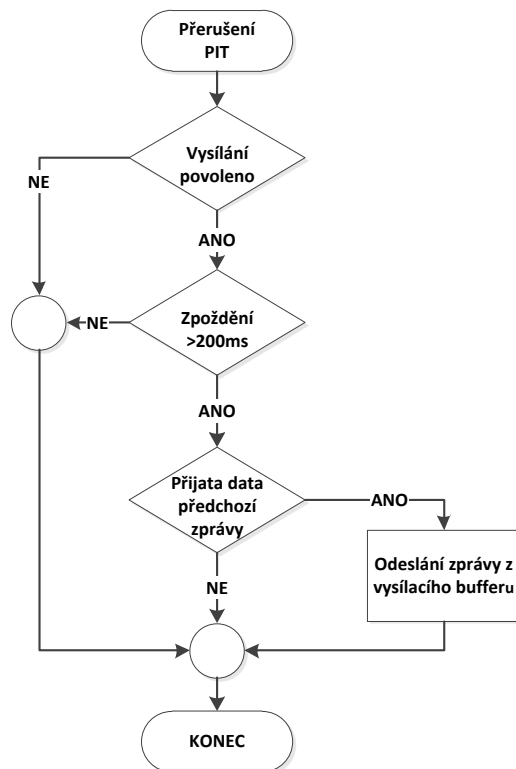 Přerušení
PIT
Vysílání
povoleno
NE
ANO
Zpoždění
>200ms
NE
ANO
Přijata data
předchozí
zprávy
ANO
Odeslání zprávy z
vysílacího bufferu
NE
KONEC